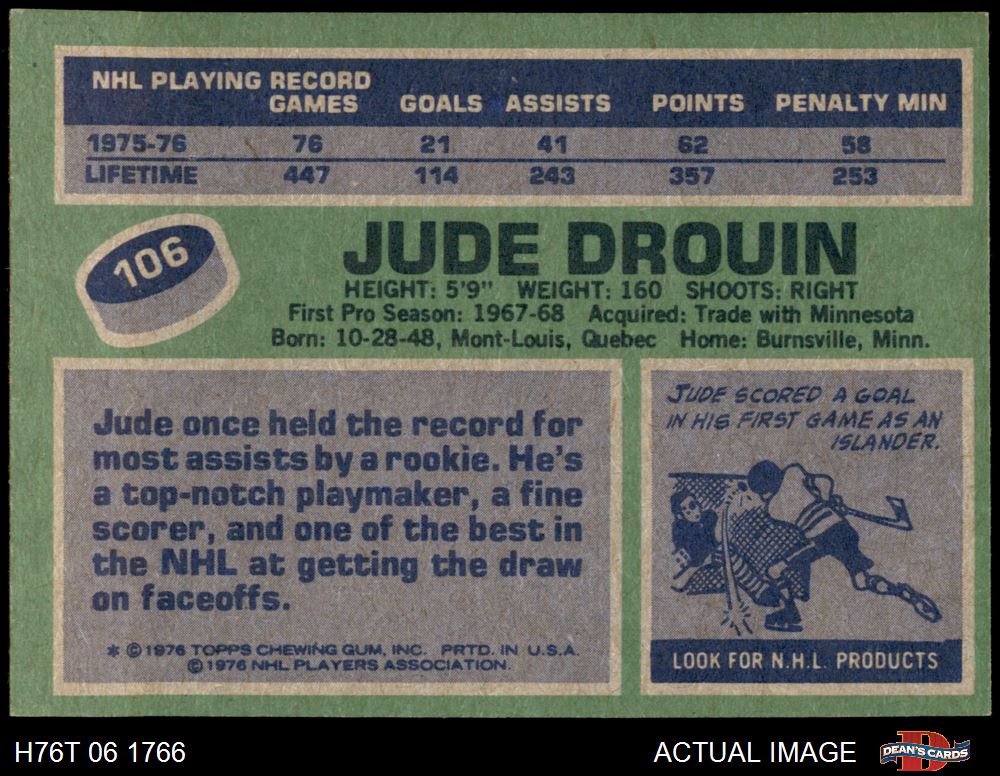 NHL PLAYING RECORD
GAMES GOALS ASSISTS POINTS PENALTY MIN
1975-76 76 21 41 62 58
LIFETIME 447 114 243 357 253
106
JUDE DROUIN
HEIGHT: 5'9" WEIGHT: 160 SHOOTS: RIGHT
First Pro Season: 1967-68 Acquired: Trade with Minnesota
Born: 10-28-48, Mont-Louis, Quebec Home: Burnsville, Minn.
Jude once held the record for
most assists by a rookie. He's
a top-notch playmaker, a fine
scorer, and one of the best in
the NHL at getting the draw
on faceoffs.
* © 1976 TOPPS CHEWING GUM, INC. PRTD. IN U.S.A.
© 1976 NHL PLAYERS ASSOCIATION.
JUDE SCORED A GOAL
IN HIS FIRST GAME AS AN
ISLANDER.
LOOK FOR N.H.L. PRODUCTS
H76T 06 1766
ACTUAL IMAGE
D
DEAN'S CARDS